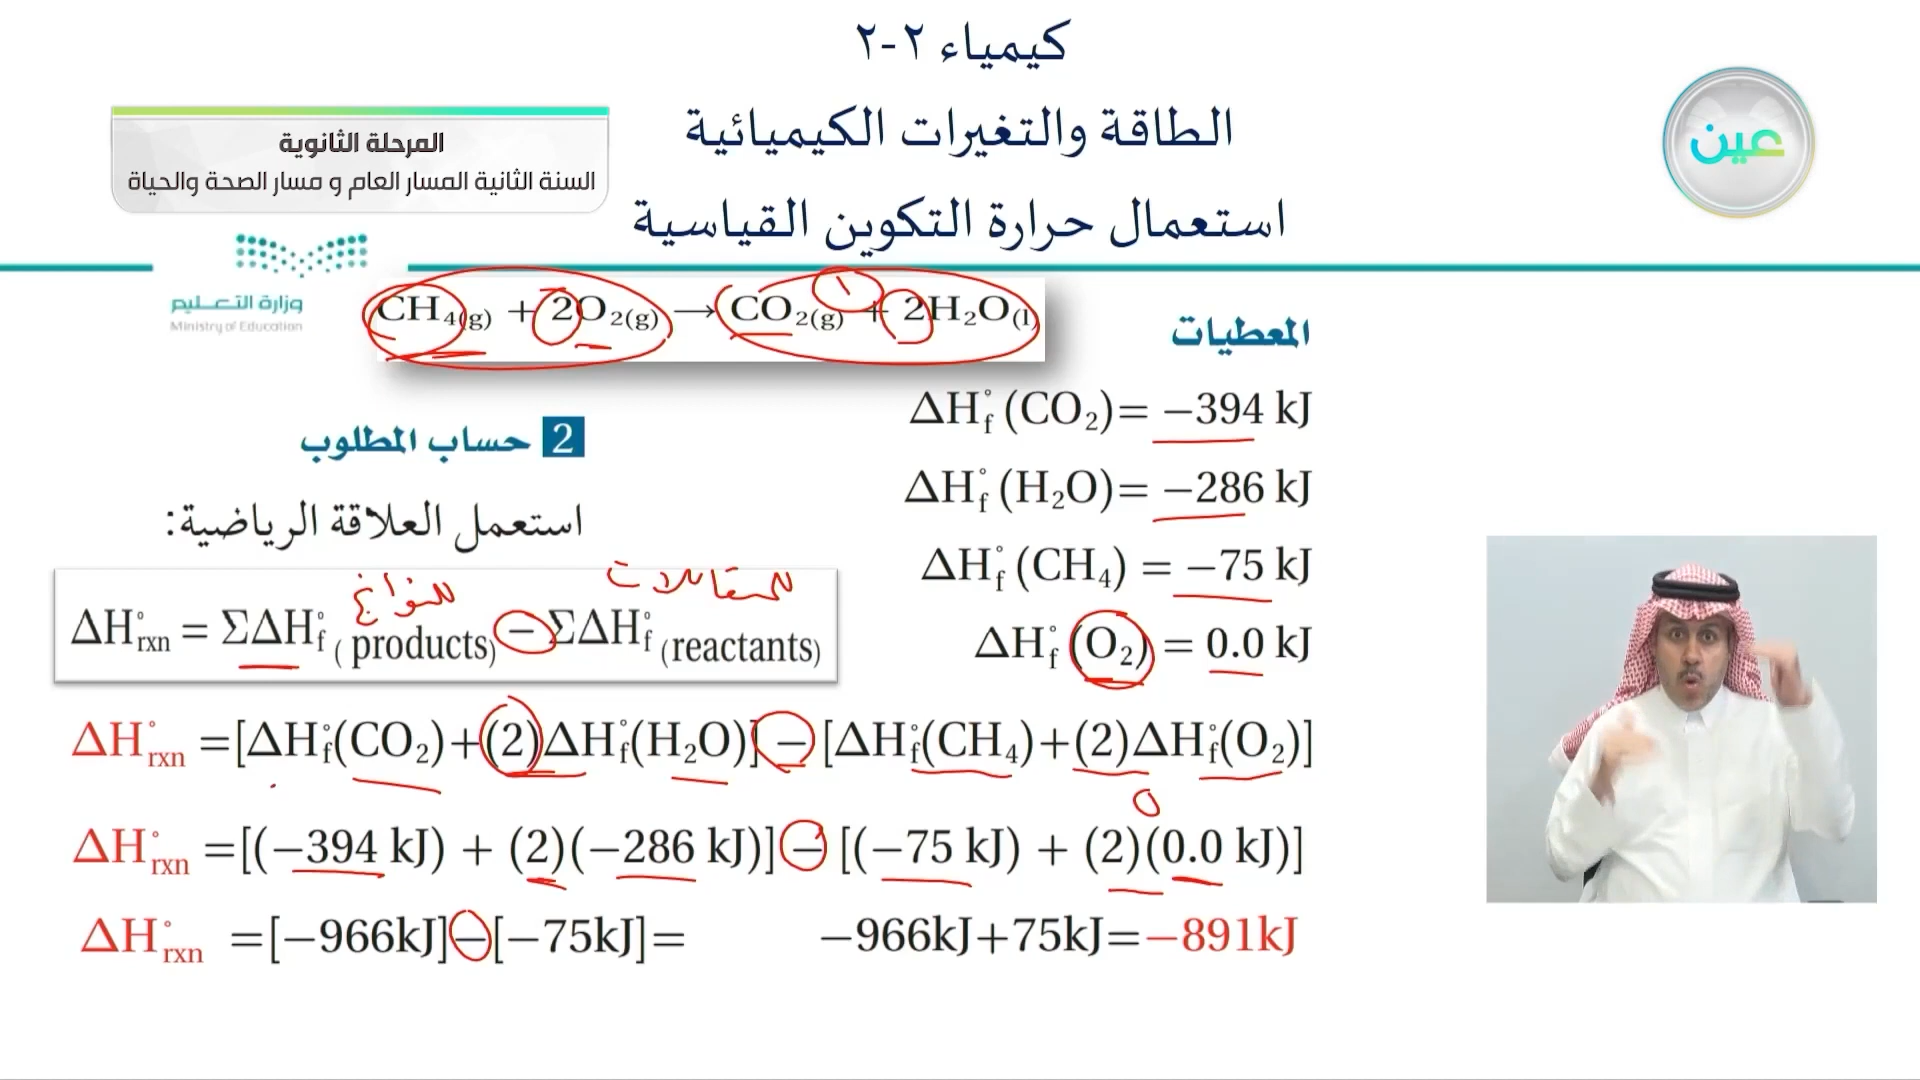 كيمياء ٢-٢
الطاقة والتغيرات الكيميائية
استعمال حرارة التكوين القياسية
عين
المرحلة الثانوية
السنة الثانية المسار العام و مسار الصحة والحياة
وزارة التعليم
Ministry of Education
CH₄(g) + 2O₂(g) → CO₂(g) + 2H₂O(l)
١
المعطيات
ΔH°f (CO₂)= −394 kJ
ΔH°f (H₂O)= −286 kJ
ΔH°f (CH₄) = −75 kJ
ΔH°f (O₂) = 0.0 kJ
2 حساب المطلوب
استعمل العلاقة الرياضية:
للنواتج للمتفاعلات
ΔH°rxn = ΣΔH°f ( products) − ΣΔH°f (reactants)
ΔH°rxn =[ΔH°f(CO₂)+(2)ΔH°f(H₂O)] − [ΔH°f(CH₄)+(2)ΔH°f(O₂)]
0
ΔH°rxn =[(−394 kJ) + (2)(−286 kJ)] − [(−75 kJ) + (2)(0.0 kJ)]
ΔH°rxn =[−966kJ]−[−75kJ]= −966kJ+75kJ=−891kJ